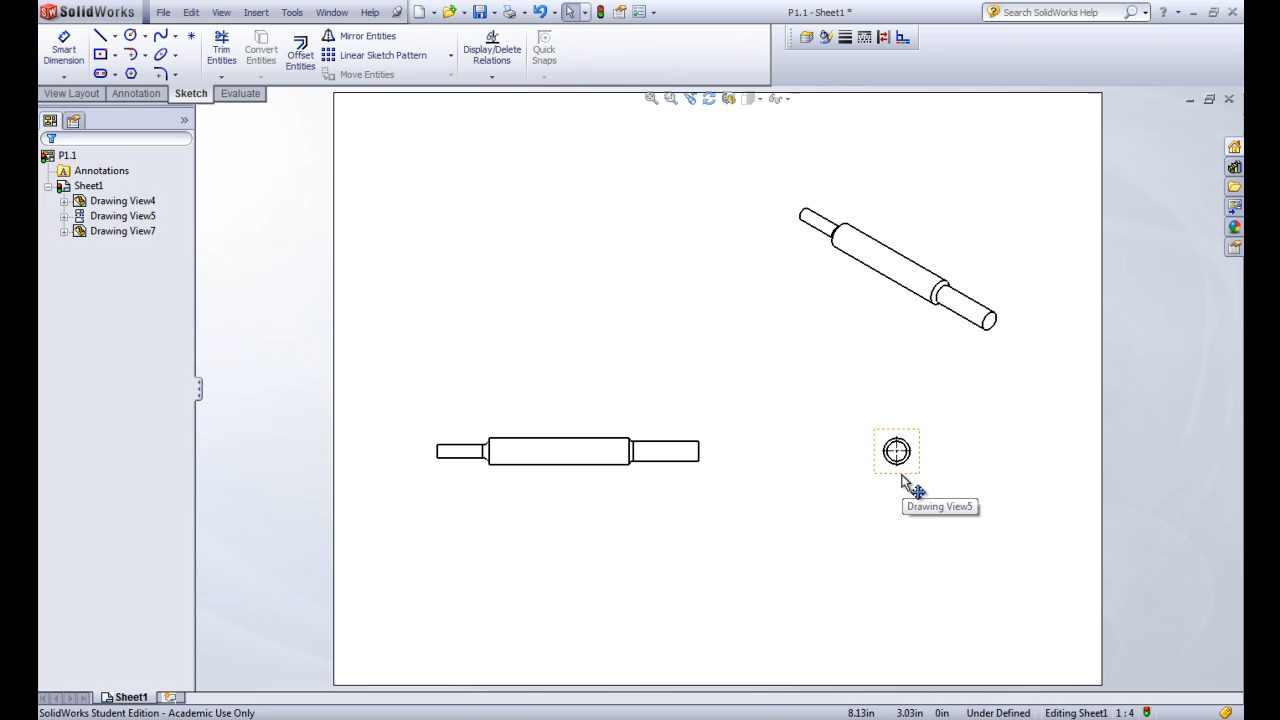 SolidWorks File Edit View Insert Tools Window Help P1.1 - Sheet1 * Search SolidWorks Help
Smart Dimension
Trim Entities
Convert Entities
Offset Entities
Mirror Entities
Linear Sketch Pattern
Move Entities
Display/Delete Relations
Quick Snaps
View Layout Annotation Sketch Evaluate
P1.1
Annotations
Sheet1
Drawing View4
Drawing View5
Drawing View7
Drawing View5
Sheet1
SolidWorks Student Edition - Academic Use Only 8.13in 3.03in 0in Under Defined Editing Sheet1 1 : 4